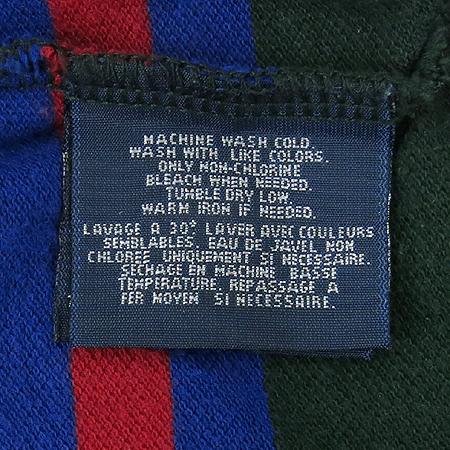 MACHINE WASH COLD.
WASH WITH LIKE COLORS.
ONLY NON-CHLORINE
BLEACH WHEN NEEDED.
TUMBLE DRY LOW.
WARM IRON IF NEEDED.
LAVAGE A 30° LAVER AVEC COULEURS
SEMBLABLES. EAU DE JAVEL NON
CHLOREE UNIQUEMENT SI NECESSAIRE.
SECHAGE EN MACHINE BASSE
TEMPERATURE. REPASSAGE A
FER MOYEN SI NECESSAIRE.